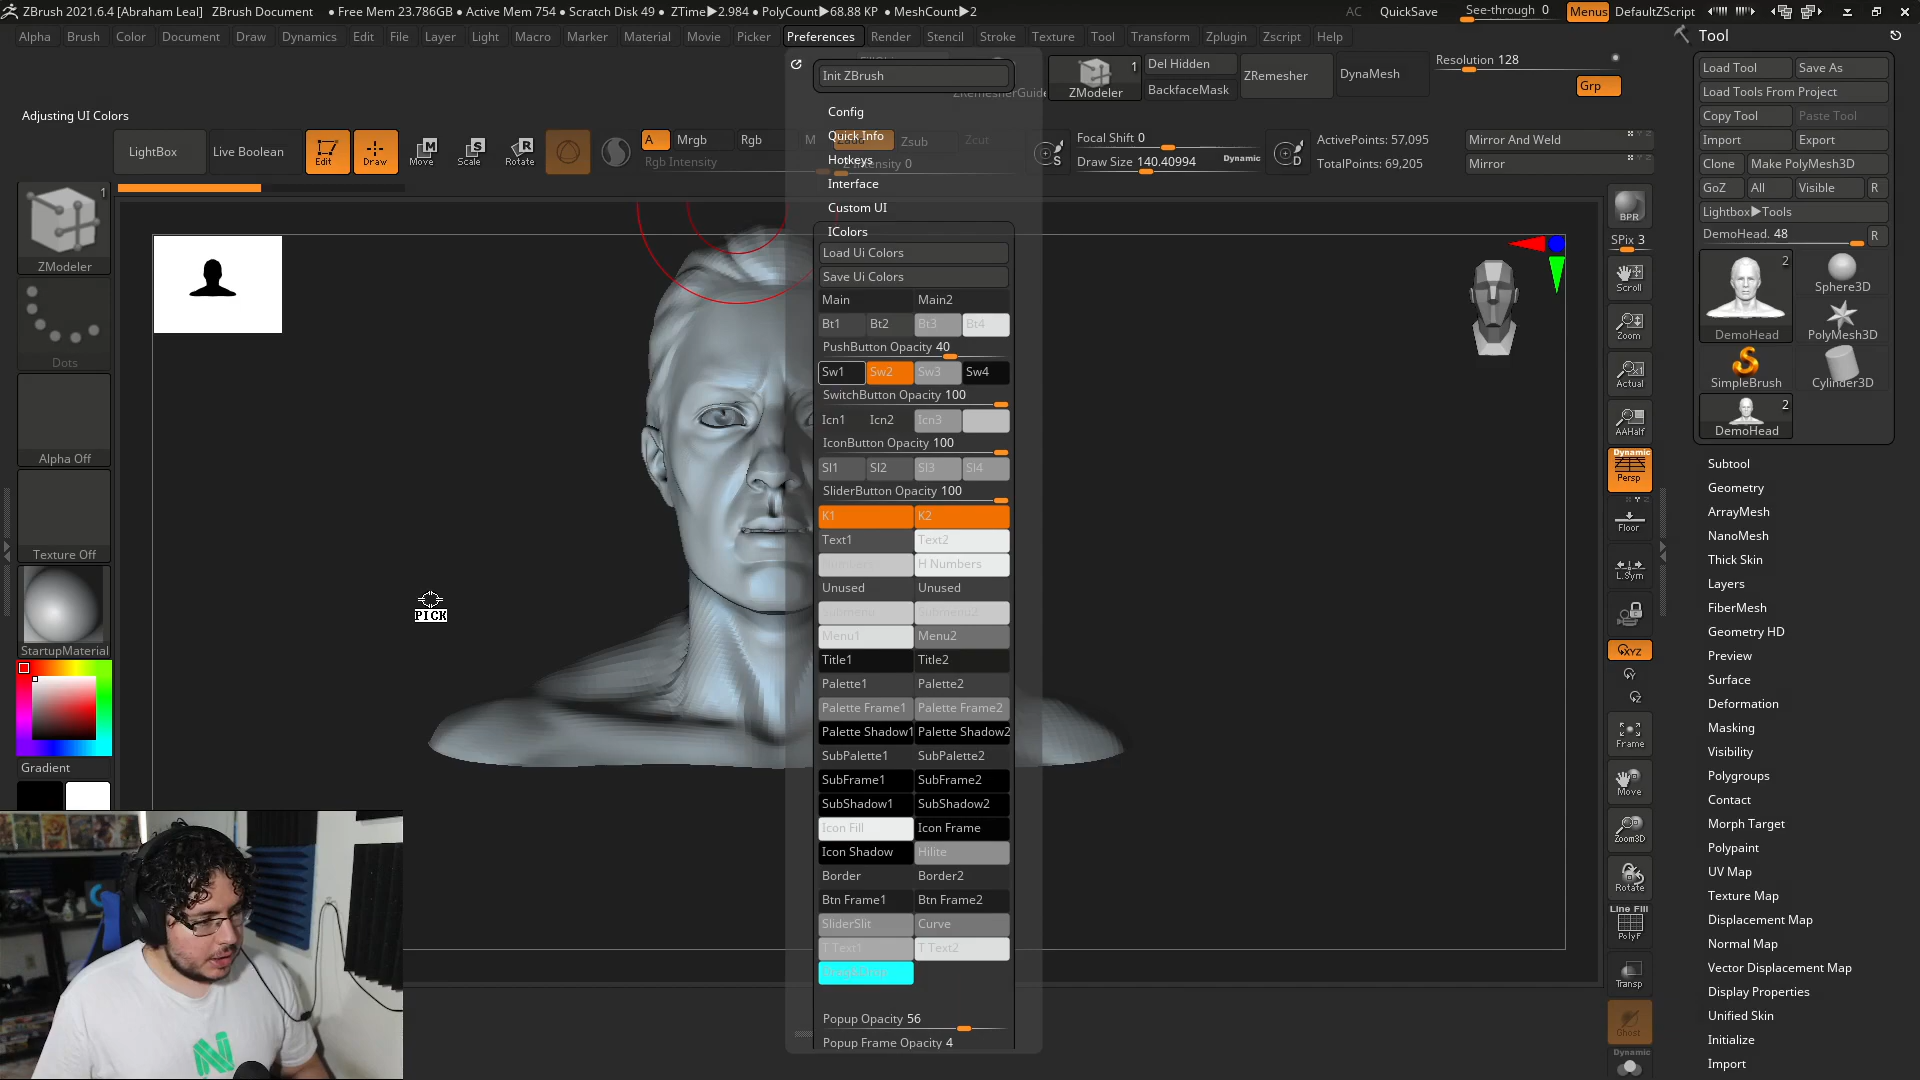 ZBrush 2021.6.4 [Abraham Leal] ZBrush Document • Free Mem 23.786GB • Active Mem 754 • Scratch Disk 49 • ZTime▶2.984 • PolyCount▶68.88 KP • MeshCount▶2
AC QuickSave See-through 0 Menus DefaultZScript
Alpha Brush Color Document Draw Dynamics Edit File Layer Light Macro Marker Material Movie Picker Preferences Render Stencil Stroke Texture Tool Transform Zplugin Zscript Help
Adjusting UI Colors
LightBox
Live Boolean
Edit
Draw
Move
Scale
Rotate
A Mrgb Rgb M
Rgb Intensity
Zsub Zcut
Z Intensity 0
ZRemesherGuide
ZModeler 1
Del Hidden
BackfaceMask
ZRemesher
DynaMesh
Resolution 128
Grp
Focal Shift 0
Draw Size 140.40994 Dynamic
S
D
ActivePoints: 57,095
TotalPoints: 69,205
Mirror And Weld
Mirror
1
ZModeler
Dots
Alpha Off
Texture Off
StartupMaterial
Gradient
PICK
Init ZBrush
Config
Quick Info
Hotkeys
Interface
Custom UI
IColors
Load Ui Colors
Save Ui Colors
Main Main2
Bt1 Bt2 Bt3 Bt4
PushButton Opacity 40
Sw1 Sw2 Sw3 Sw4
SwitchButton Opacity 100
Icn1 Icn2 Icn3
IconButton Opacity 100
Sl1 Sl2 Sl3 Sl4
SliderButton Opacity 100
K1 K2
Text1 Text2
H Numbers
Unused Unused
Submenu2
Menu1 Menu2
Title1 Title2
Palette1 Palette2
Palette Frame1 Palette Frame2
Palette Shadow1 Palette Shadow2
SubPalette1 SubPalette2
SubFrame1 SubFrame2
SubShadow1 SubShadow2
Icon Fill Icon Frame
Icon Shadow Hilite
Border Border2
Btn Frame1 Btn Frame2
SliderSlit Curve
T Text1 T Text2
Popup Opacity 56
Popup Frame Opacity 4
BPR
SPix 3
Scroll
Zoom
Actual
AAHalf
Dynamic
Persp
Floor
L.Sym
XYZ
Y
Z
Frame
Move
Zoom3D
Rotate
Line Fill
PolyF
Transp
Ghost
Dynamic
Tool
Load Tool Save As
Load Tools From Project
Copy Tool Paste Tool
Import Export
Clone Make PolyMesh3D
GoZ All Visible R
Lightbox▶Tools
DemoHead. 48 R
2
DemoHead
Sphere3D
PolyMesh3D
SimpleBrush
Cylinder3D
2
DemoHead
Subtool
Geometry
ArrayMesh
NanoMesh
Thick Skin
Layers
FiberMesh
Geometry HD
Preview
Surface
Deformation
Masking
Visibility
Polygroups
Contact
Morph Target
Polypaint
UV Map
Texture Map
Displacement Map
Normal Map
Vector Displacement Map
Display Properties
Unified Skin
Initialize
Import
N